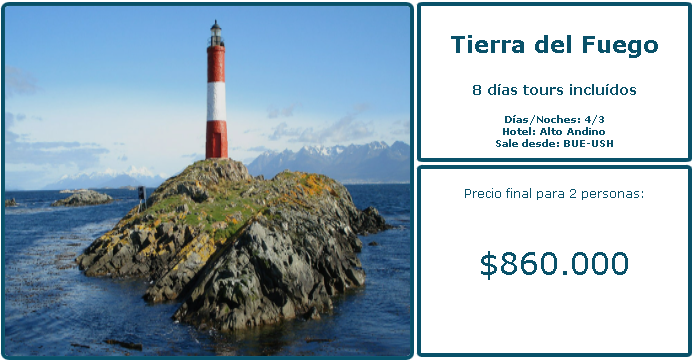 Tierra del Fuego
8 días tours incluídos
Días/Noches: 4/3
Hotel: Alto Andino
Sale desde: BUE-USH
Precio final para 2 personas:
$860.000